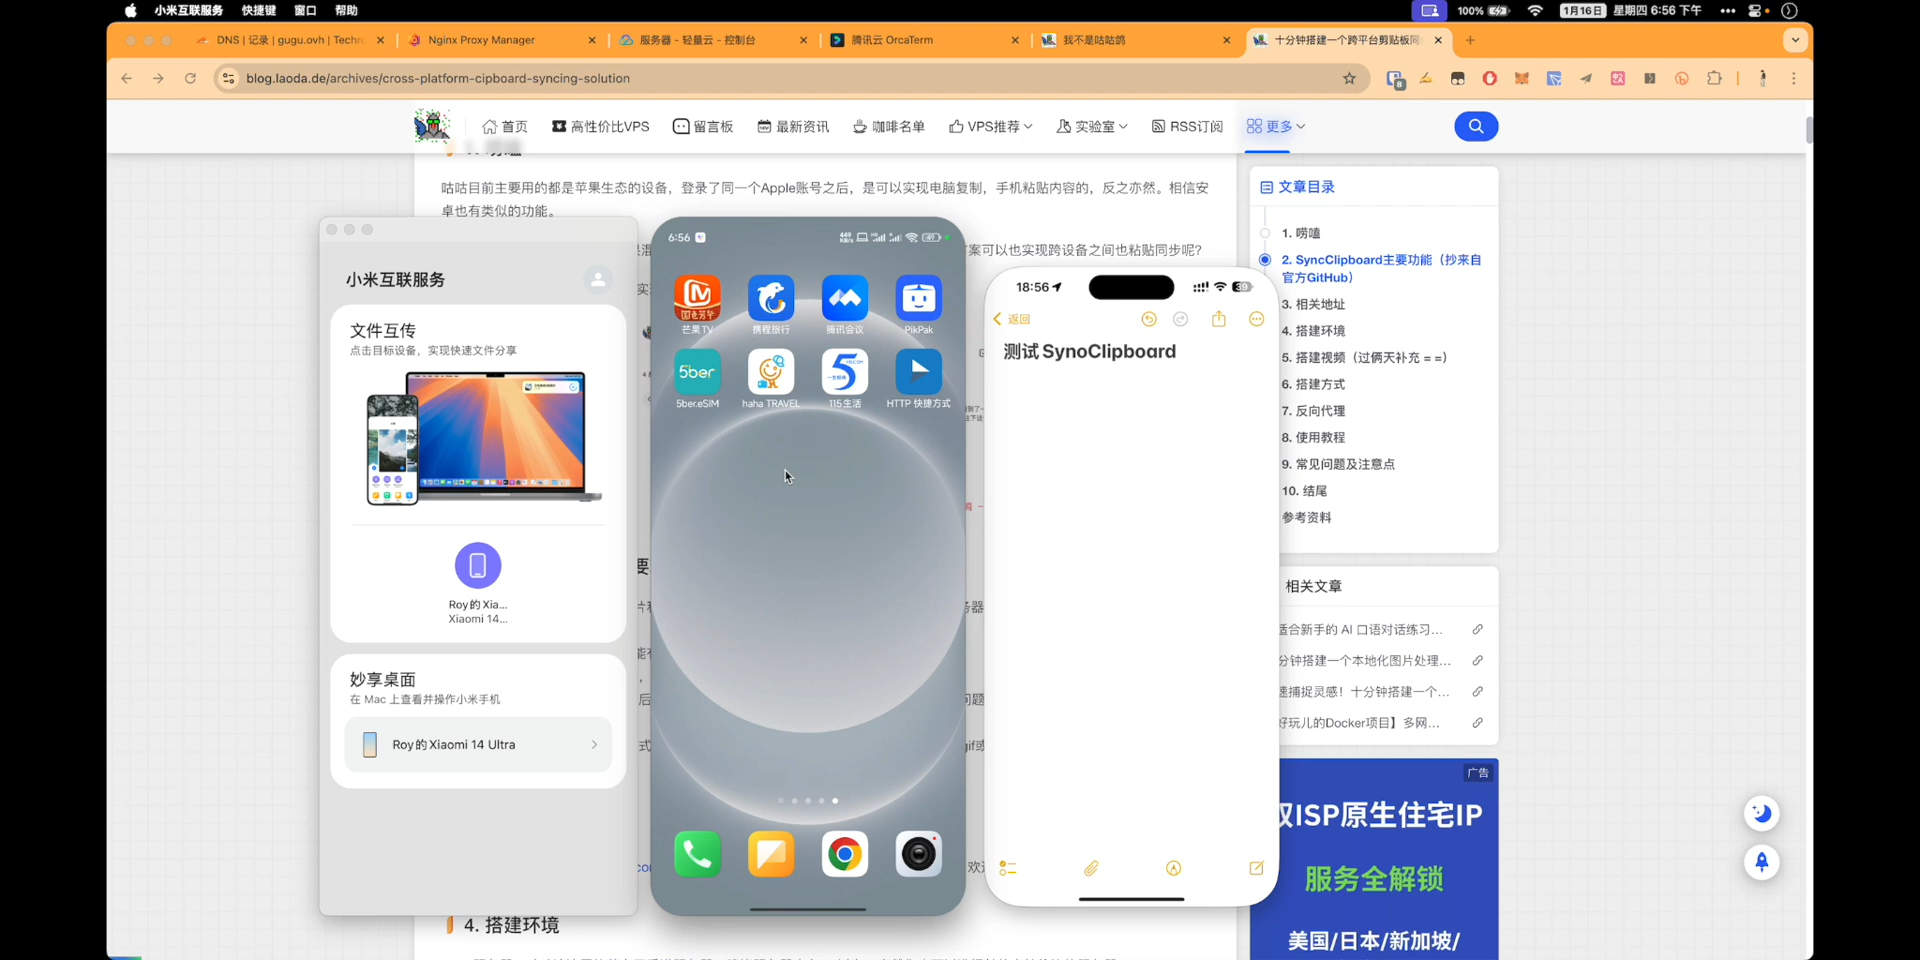 小米互联服务 快捷键 窗口 帮助
100% 1月16日 星期四 6:56 下午
DNS | 记录 | gugu.ovh | Techr
Nginx Proxy Manager
服务器 - 轻量云 - 控制台
腾讯云 OrcaTerm
我不是咕咕鸽
十分钟搭建一个跨平台剪贴板同
blog.laoda.de/archives/cross-platform-cipboard-syncing-solution
首页 高性价比VPS 留言板 最新资讯 咖啡名单 VPS推荐 实验室 RSS订阅 更多
咕咕目前主要用的都是苹果生态的设备，登录了同一个Apple账号之后，是可以实现电脑复制，手机粘贴内容的，反之亦然。相信安
卓也有类似的功能。
案可以也实现跨设备之间也粘贴同步呢?
小米互联服务
文件互传
点击目标设备，实现快速文件分享
Roy的 Xia...
Xiaomi 14...
妙享桌面
在 Mac 上查看并操作小米手机
Roy的Xiaomi 14 Ultra
6:56
449 KB/s
49
芒果TV
携程旅行
腾讯会议
PikPak
5ber
5ber.eSIM
haha TRAVEL
115生活
HTTP 快捷方式
18:56
39
返回
测试 SynoClipboard
4. 搭建环境
文章目录
1. 唠嗑
2. SyncClipboard主要功能（抄来自
官方GitHub）
3. 相关地址
4. 搭建环境
5. 搭建视频（过俩天补充 = =）
6. 搭建方式
7. 反向代理
8. 使用教程
9. 常见问题及注意点
10. 结尾
参考资料
相关文章
适合新手的 AI 口语对话练习...
分钟搭建一个本地化图片处理...
速捕捉灵感！十分钟搭建一个...
好玩儿的Docker项目】多网...
广告
双ISP原生住宅IP
服务全解锁
美国/日本/新加坡/